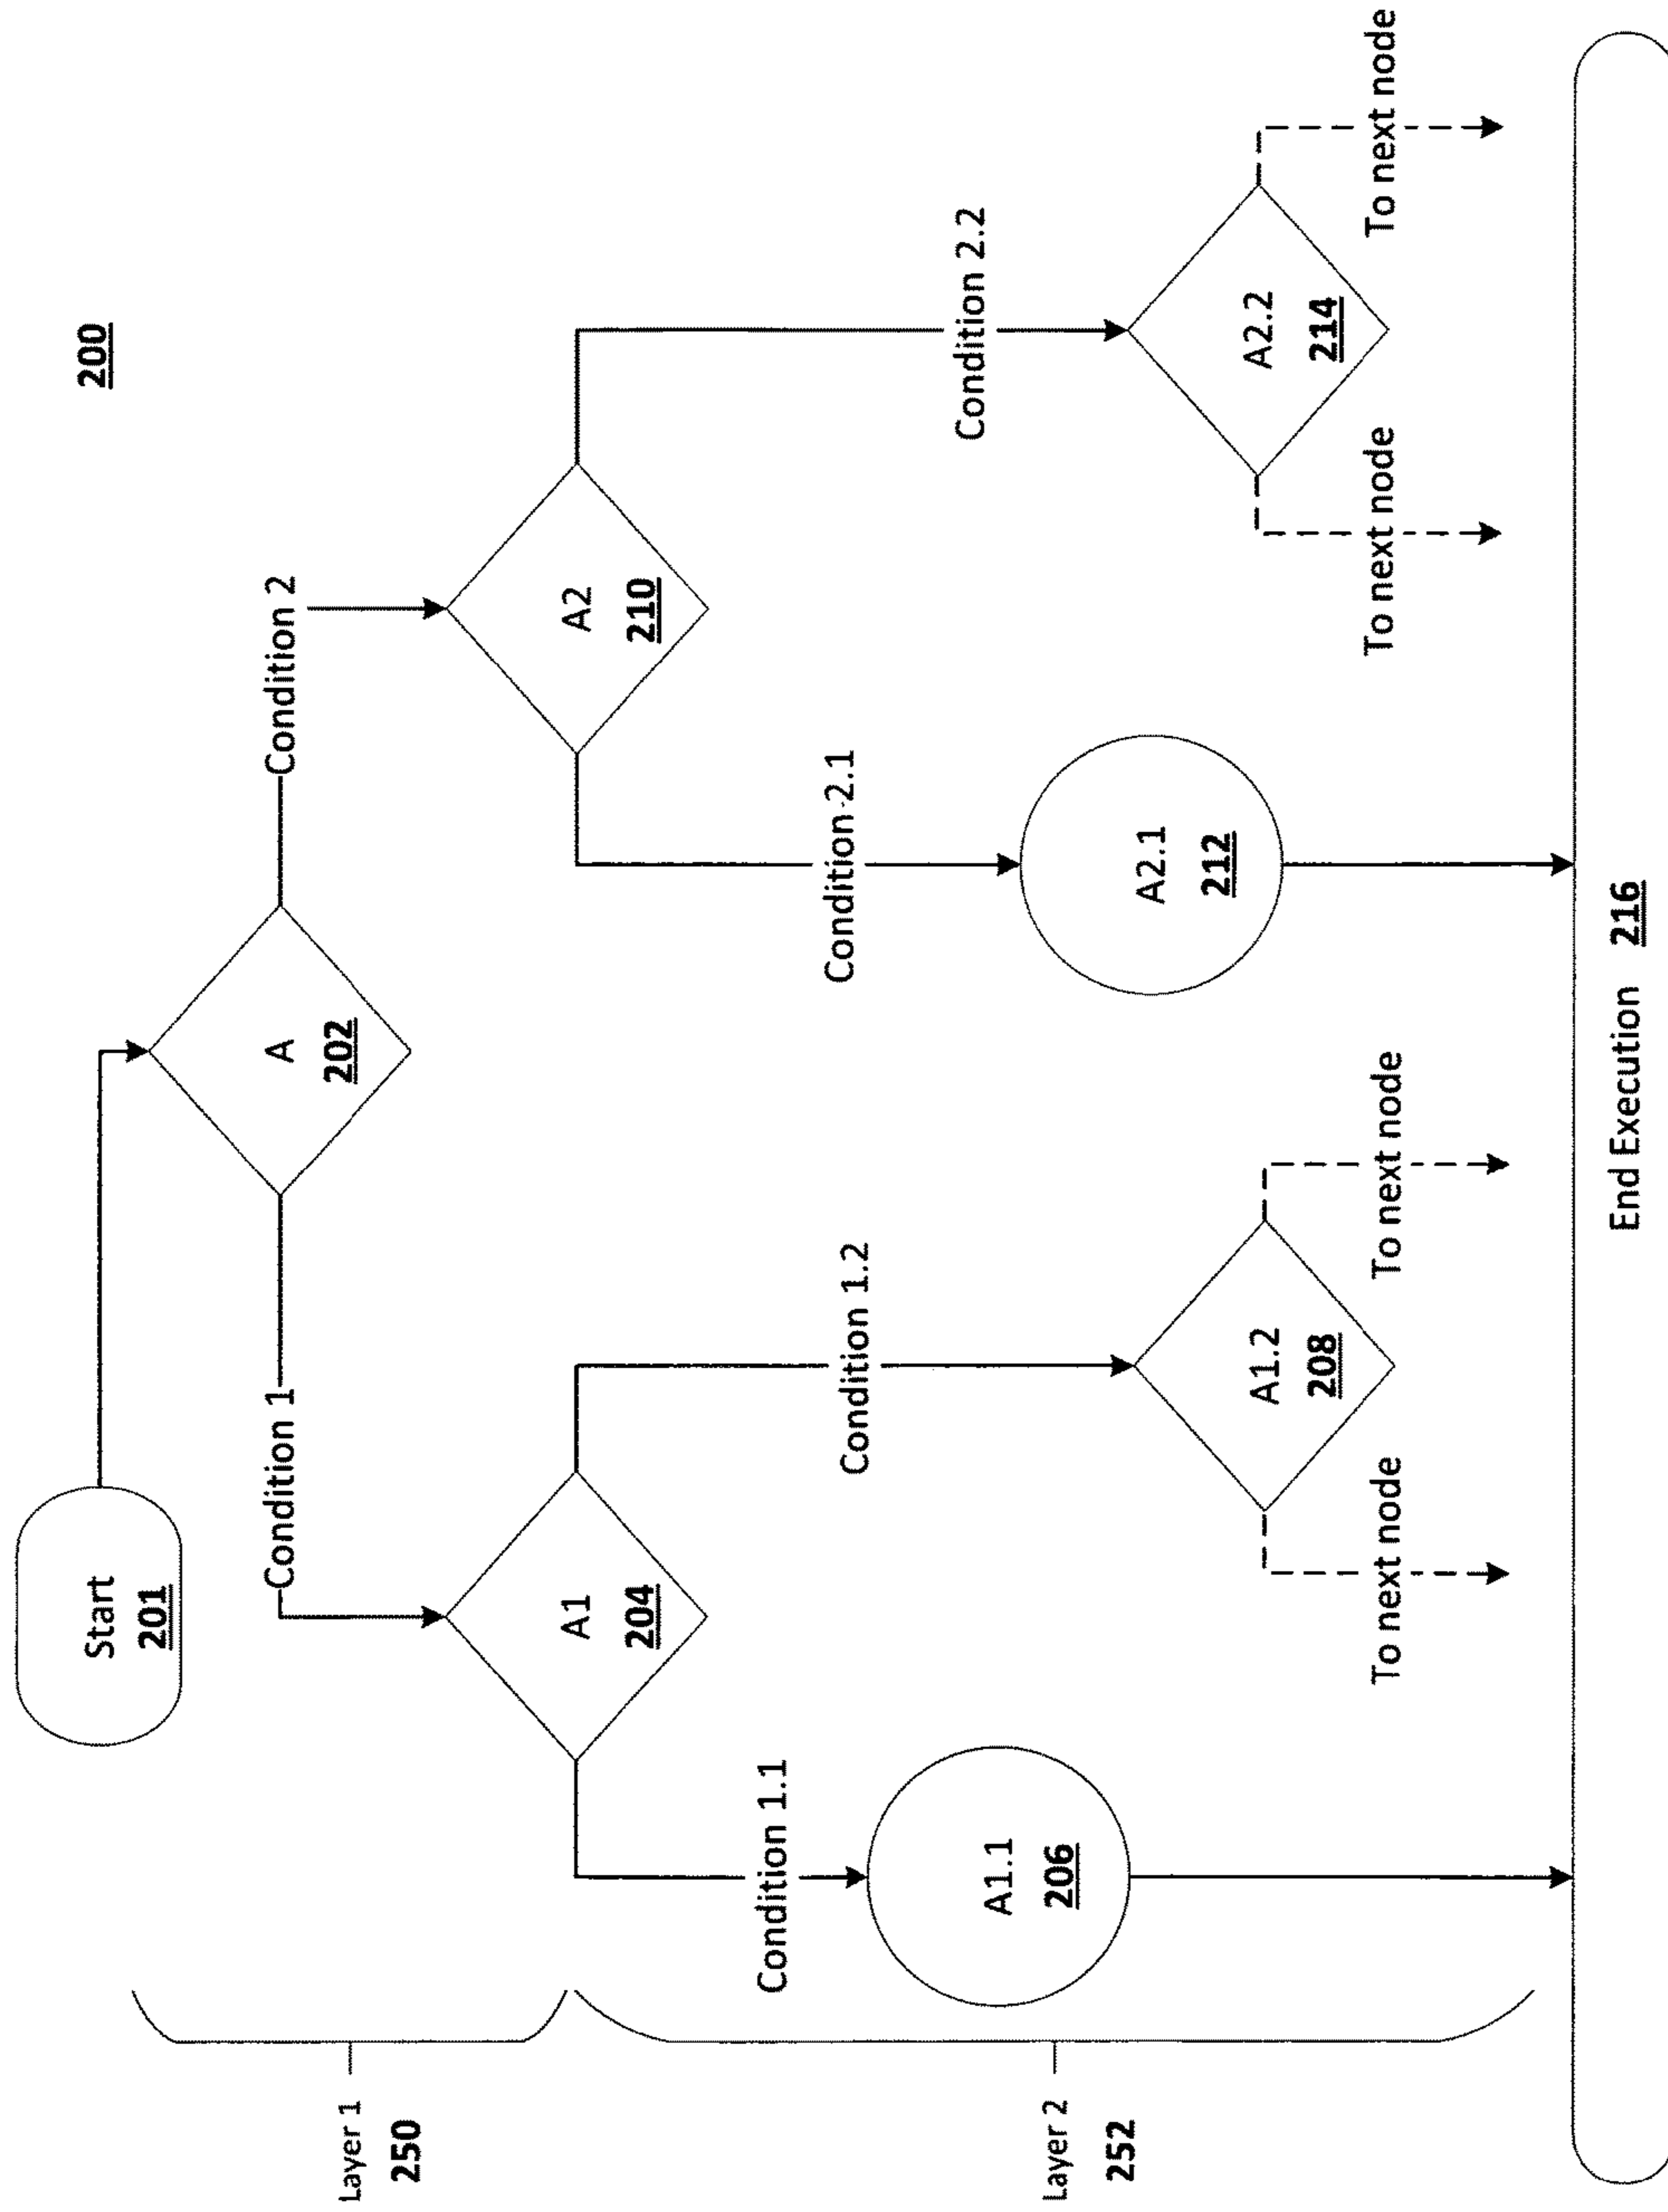 200
Start
201
A
202
Condition 1
Condition 2
Layer 1
250
A1
204
A2
210
Condition 1.1
Condition 1.2
Condition 2.1
Condition 2.2
Layer 2
252
A1.1
206
A1.2
208
A2.1
212
A2.2
214
To next node
To next node
To next node
To next node
End Execution 216